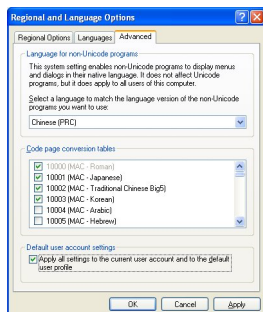 Regional and Language Options
Regional Options
Languages
Advanced
Language for non-Unicode programs
This system setting enables non-Unicode programs to display menus
and dialogs in their native language. It does not affect Unicode
programs, but it does apply to all users of this computer.
Select a language to match the language version of the non-Unicode
programs you want to use:
Chinese (PRC)
Code page conversion tables
10000 (MAC - Roman)
10001 (MAC - Japanese)
10002 (MAC - Traditional Chinese Big5)
10003 (MAC - Korean)
10004 (MAC - Arabic)
10005 (MAC - Hebrew)
Default user account settings
Apply all settings to the current user account and to the default
user profile
OK
Cancel
Apply